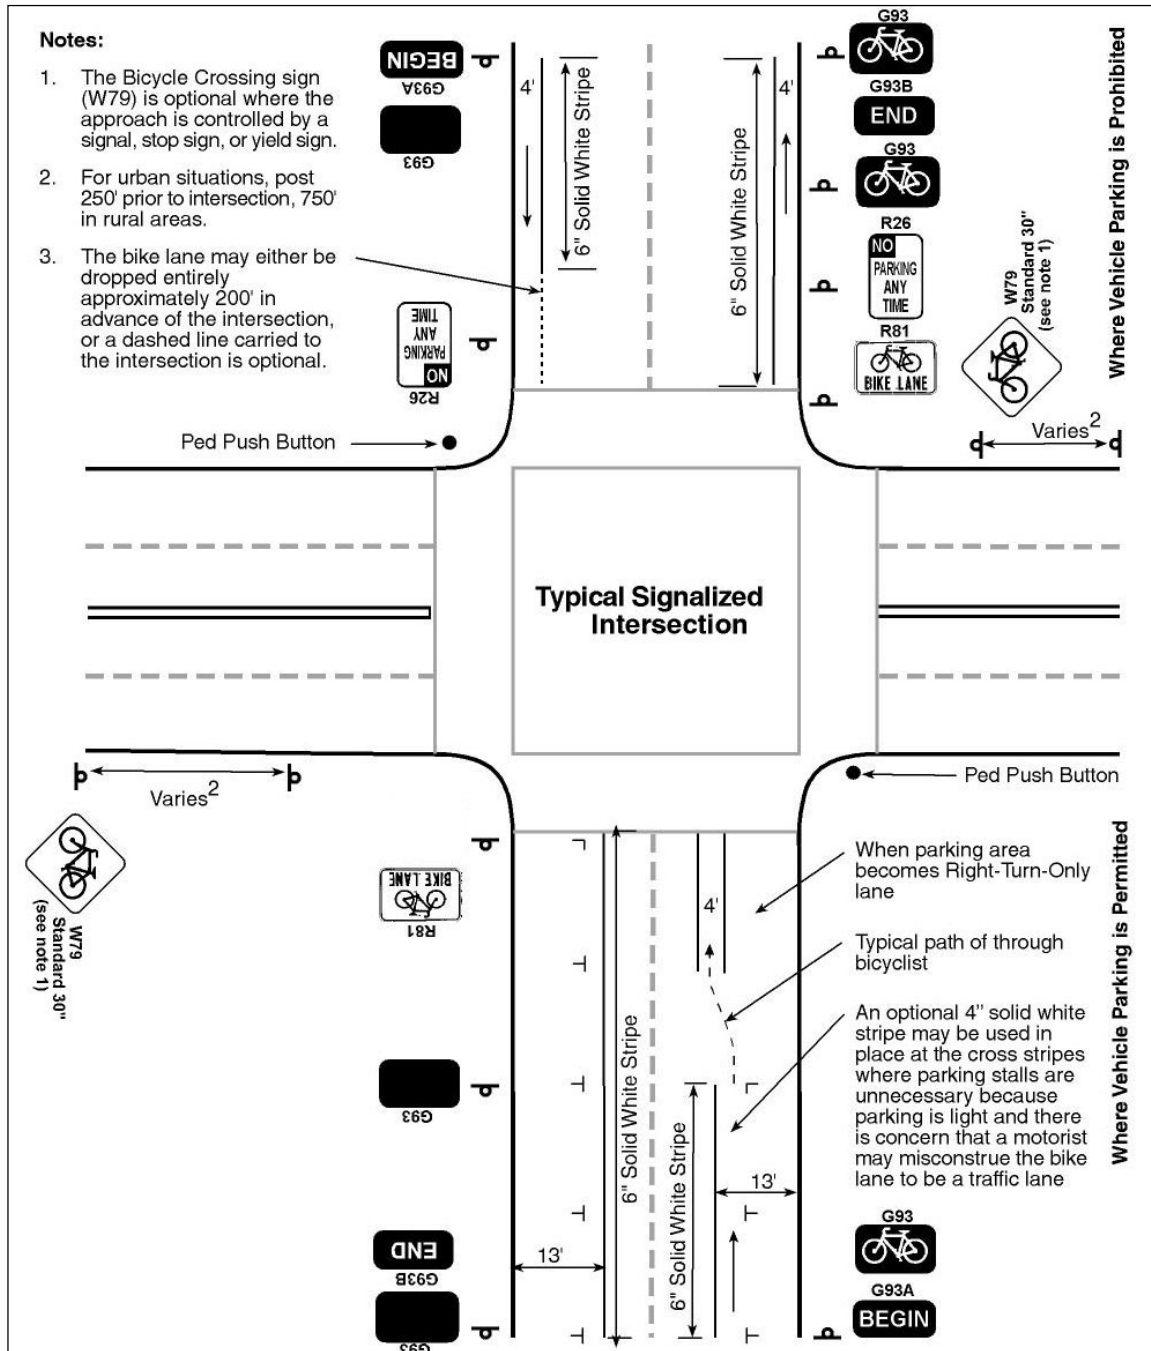 Notes:
1. The Bicycle Crossing sign
(W79) is optional where the
approach is controlled by a
signal, stop sign, or yield sign.
2. For urban situations, post
250' prior to intersection, 750'
in rural areas.
3. The bike lane may either be
dropped entirely
approximately 200' in
advance of the intersection,
or a dashed line carried to
the intersection is optional.
BEGIN
G93A
G93
4'
6" Solid White Stripe
6" Solid White Stripe
4'
G93
G93B
END
G93
R26
NO
PARKING
ANY
TIME
R81
BIKE LANE
W79
Standard 30"
(see note 1)
Where Vehicle Parking is Prohibited
NO
PARKING
ANY
TIME
R26
Ped Push Button
Varies2
Typical Signalized
Intersection
Varies2
Ped Push Button
W79
Standard 30"
(see note 1)
BIKE LANE
R81
G93
END
G93B
G93
13'
6" Solid White Stripe
6" Solid White Stripe
4'
13'
When parking area
becomes Right-Turn-Only
lane
Typical path of through
bicyclist
An optional 4" solid white
stripe may be used in
place at the cross stripes
where parking stalls are
unnecessary because
parking is light and there
is concern that a motorist
may misconstrue the bike
lane to be a traffic lane
Where Vehicle Parking is Permitted
G93
G93A
BEGIN